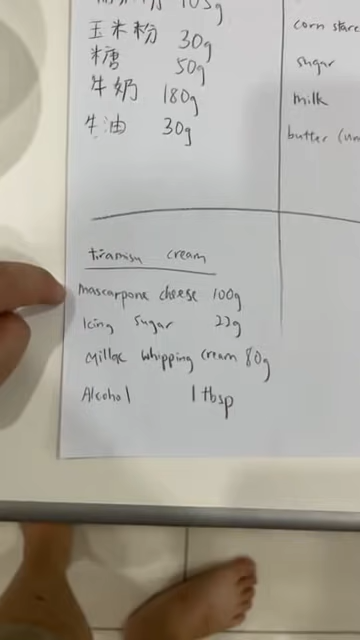 105g
玉米粉 30g
糖 50g
牛奶 180g
牛油 30g
corn starc
sugar
milk
butter (un
tiramisu cream
mascarpone cheese 100g
Icing sugar 22g
millac whipping cream 80g
Alcohol 1 tbsp